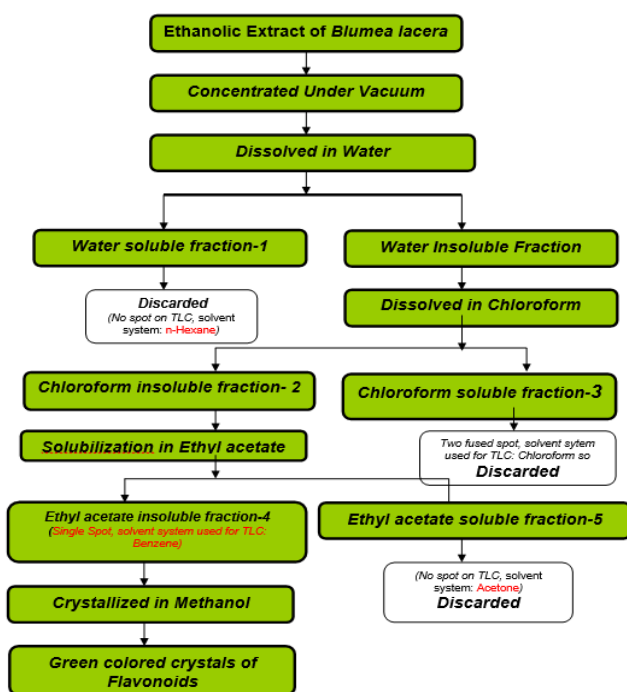 Ethanolic Extract of Blumea lacera
Concentrated Under Vacuum
Dissolved in Water
Water soluble fraction-1
Water Insoluble Fraction
Discarded
(No spot on TLC, solvent
system: n-Hexane)
Dissolved in Chloroform
Chloroform insoluble fraction- 2
Chloroform soluble fraction-3
Solubilization in Ethyl acetate
Two fused spot, solvent sytem
used for TLC: Chloroform so
Discarded
Ethyl acetate insoluble fraction-4
(Single Spot, solvent system used for TLC:
Benzene)
Ethyl acetate soluble fraction-5
(No spot on TLC, solvent
system: Acetone)
Discarded
Crystallized in Methanol
Green colored crystals of
Flavonoids